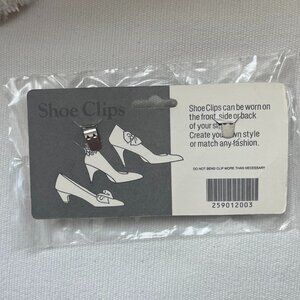 Shoe Clips
Shoe Clips can be worn on
the front, side or back
of your
Create your own style
or match any fashion.
DO NOT BEND CLIP MORE THAN NECESSARY
259012003